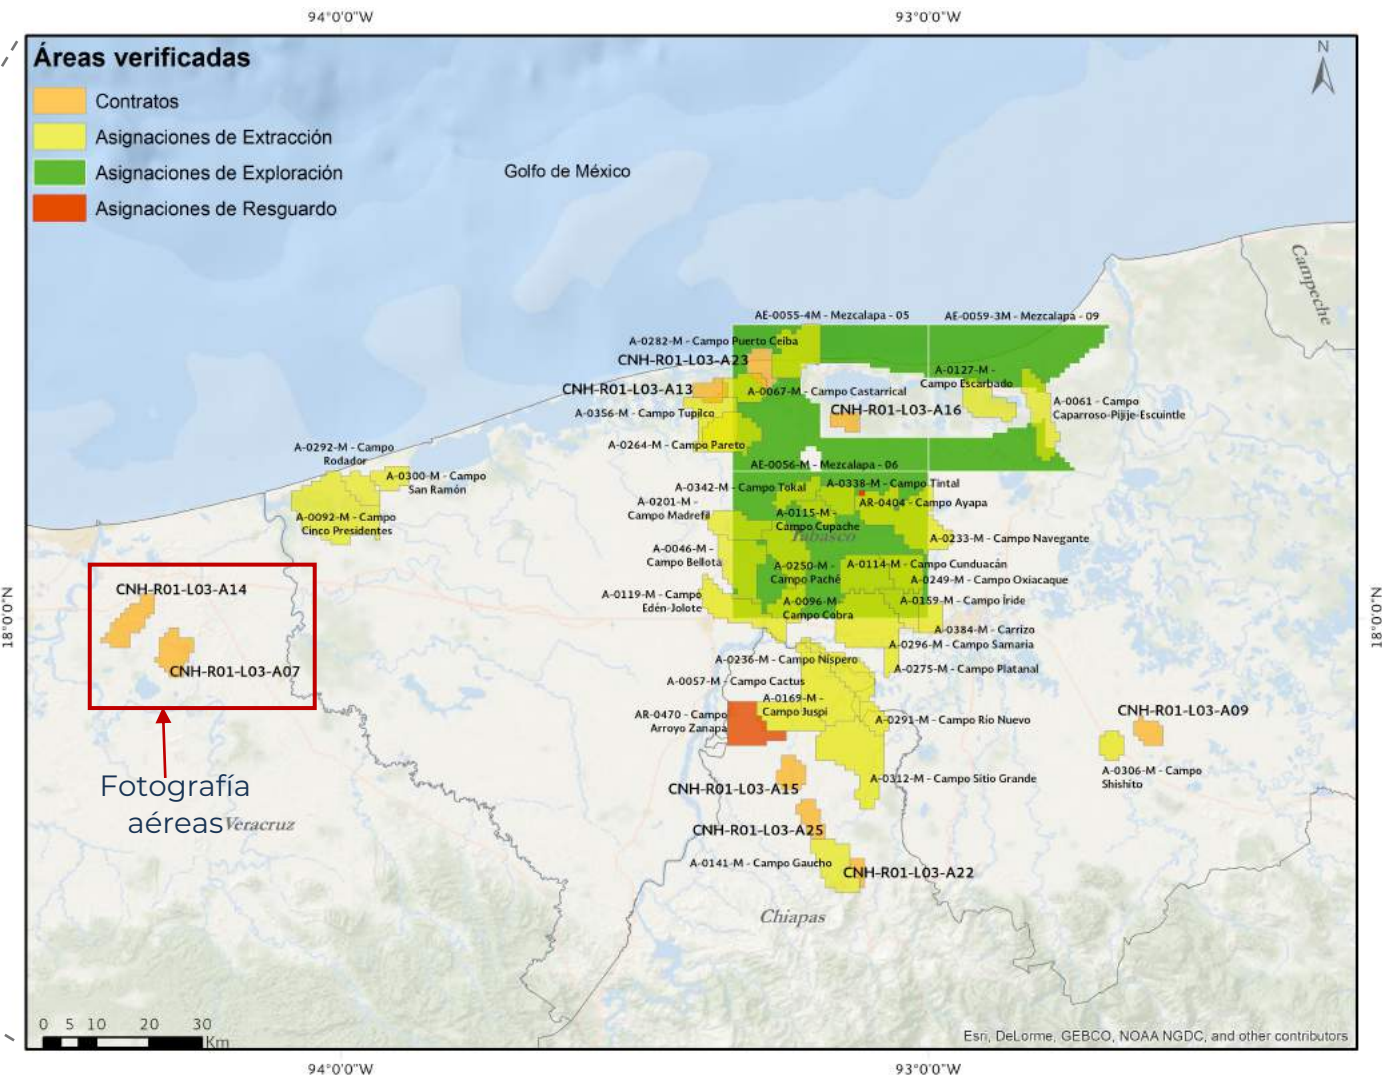 94°0'0"W
93°0'0"W
Áreas verificadas
Contratos
Asignaciones de Extracción
Asignaciones de Exploración
Asignaciones de Resguardo
N
Golfo de México
Campeche
AE-0055-4M - Mezcalapa - 05
AE-0059-3M - Mezcalapa - 09
A-0282-M - Campo Puerto Ceiba
CNH-R01-L03-A23
A-0127-M -
Campo Escarbado
CNH-R01-L03-A13
A-0067-M - Campo Castarrical
A-0061 - Campo
Caparroso-Pijije-Escuintle
A-0356-M - Campo Tupilco
CNH-R01-L03-A16
A-0264-M - Campo Pareto
A-0292-M - Campo
Rodador
AE-0056-M - Mezcalapa - 06
A-0300-M - Campo
San Ramón
A-0342-M - Campo Tokal
A-0338-M - Campo Tintal
A-0201-M -
Campo Madrefil
AR-0404 - Campo Ayapa
A-0092-M - Campo
Cinco Presidentes
A-0115-M -
Campo Cupache
Tabasco
A-0233-M - Campo Navegante
A-0046-M -
Campo Bellota
A-0250-M -
Campo Paché
A-0114-M - Campo Cunduacán
A-0249-M - Campo Oxiacaque
A-0119-M - Campo
Edén-Jolote
A-0096-M -
Campo Cobra
A-0159-M - Campo Íride
CNH-R01-L03-A14
18°0'0"N
18°0'0"N
A-0384-M - Carrizo
A-0296-M - Campo Samaria
CNH-R01-L03-A07
A-0236-M - Campo Níspero
A-0275-M - Campo Platanal
A-0057-M - Campo Cactus
A-0169-M -
Campo Juspi
AR-0470 - Campo
Arroyo Zanapa
A-0291-M - Campo Río Nuevo
CNH-R01-L03-A09
A-0306-M - Campo
Shishito
A-0312-M - Campo Sitio Grande
CNH-R01-L03-A15
Fotografía
aéreas
Veracruz
CNH-R01-L03-A25
A-0141-M - Campo Gaucho
CNH-R01-L03-A22
Chiapas
0 5 10 20 30
Km
Esri, DeLorme, GEBCO, NOAA NGDC, and other contributors
94°0'0"W
93°0'0"W